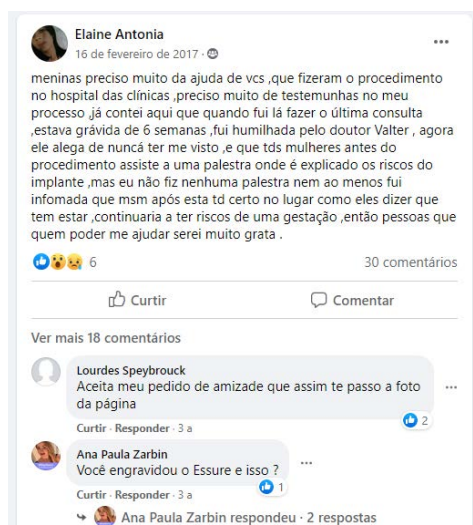 Elaine Antonia
16 de fevereiro de 2017 ·
meninas preciso muito da ajuda de vcs ,que fizeram o procedimento
no hospital das clínicas ,preciso muito de testemunhas no meu
processo ,já contei aqui que quando fui lá fazer o última consulta
,estava grávida de 6 semanas ,fui humilhada pelo doutor Valter , agora
ele alega de nuncá ter me visto ,e que tds mulheres antes do
procedimento assiste a uma palestra onde é explicado os riscos do
implante ,mas eu não fiz nenhuma palestra nem ao menos fui
infomada que msm após esta td certo no lugar como eles dizer que
tem estar ,continuaria a ter riscos de uma gestação ,então pessoas que
quem poder me ajudar serei muito grata .
6
30 comentários
Curtir
Comentar
Ver mais 18 comentários
Lourdes Speybrouck
Aceita meu pedido de amizade que assim te passo a foto
da página
2
Curtir · Responder · 3 a
Ana Paula Zarbin
Você engravidou o Essure e isso ?
1
Curtir · Responder · 3 a
Ana Paula Zarbin respondeu · 2 respostas